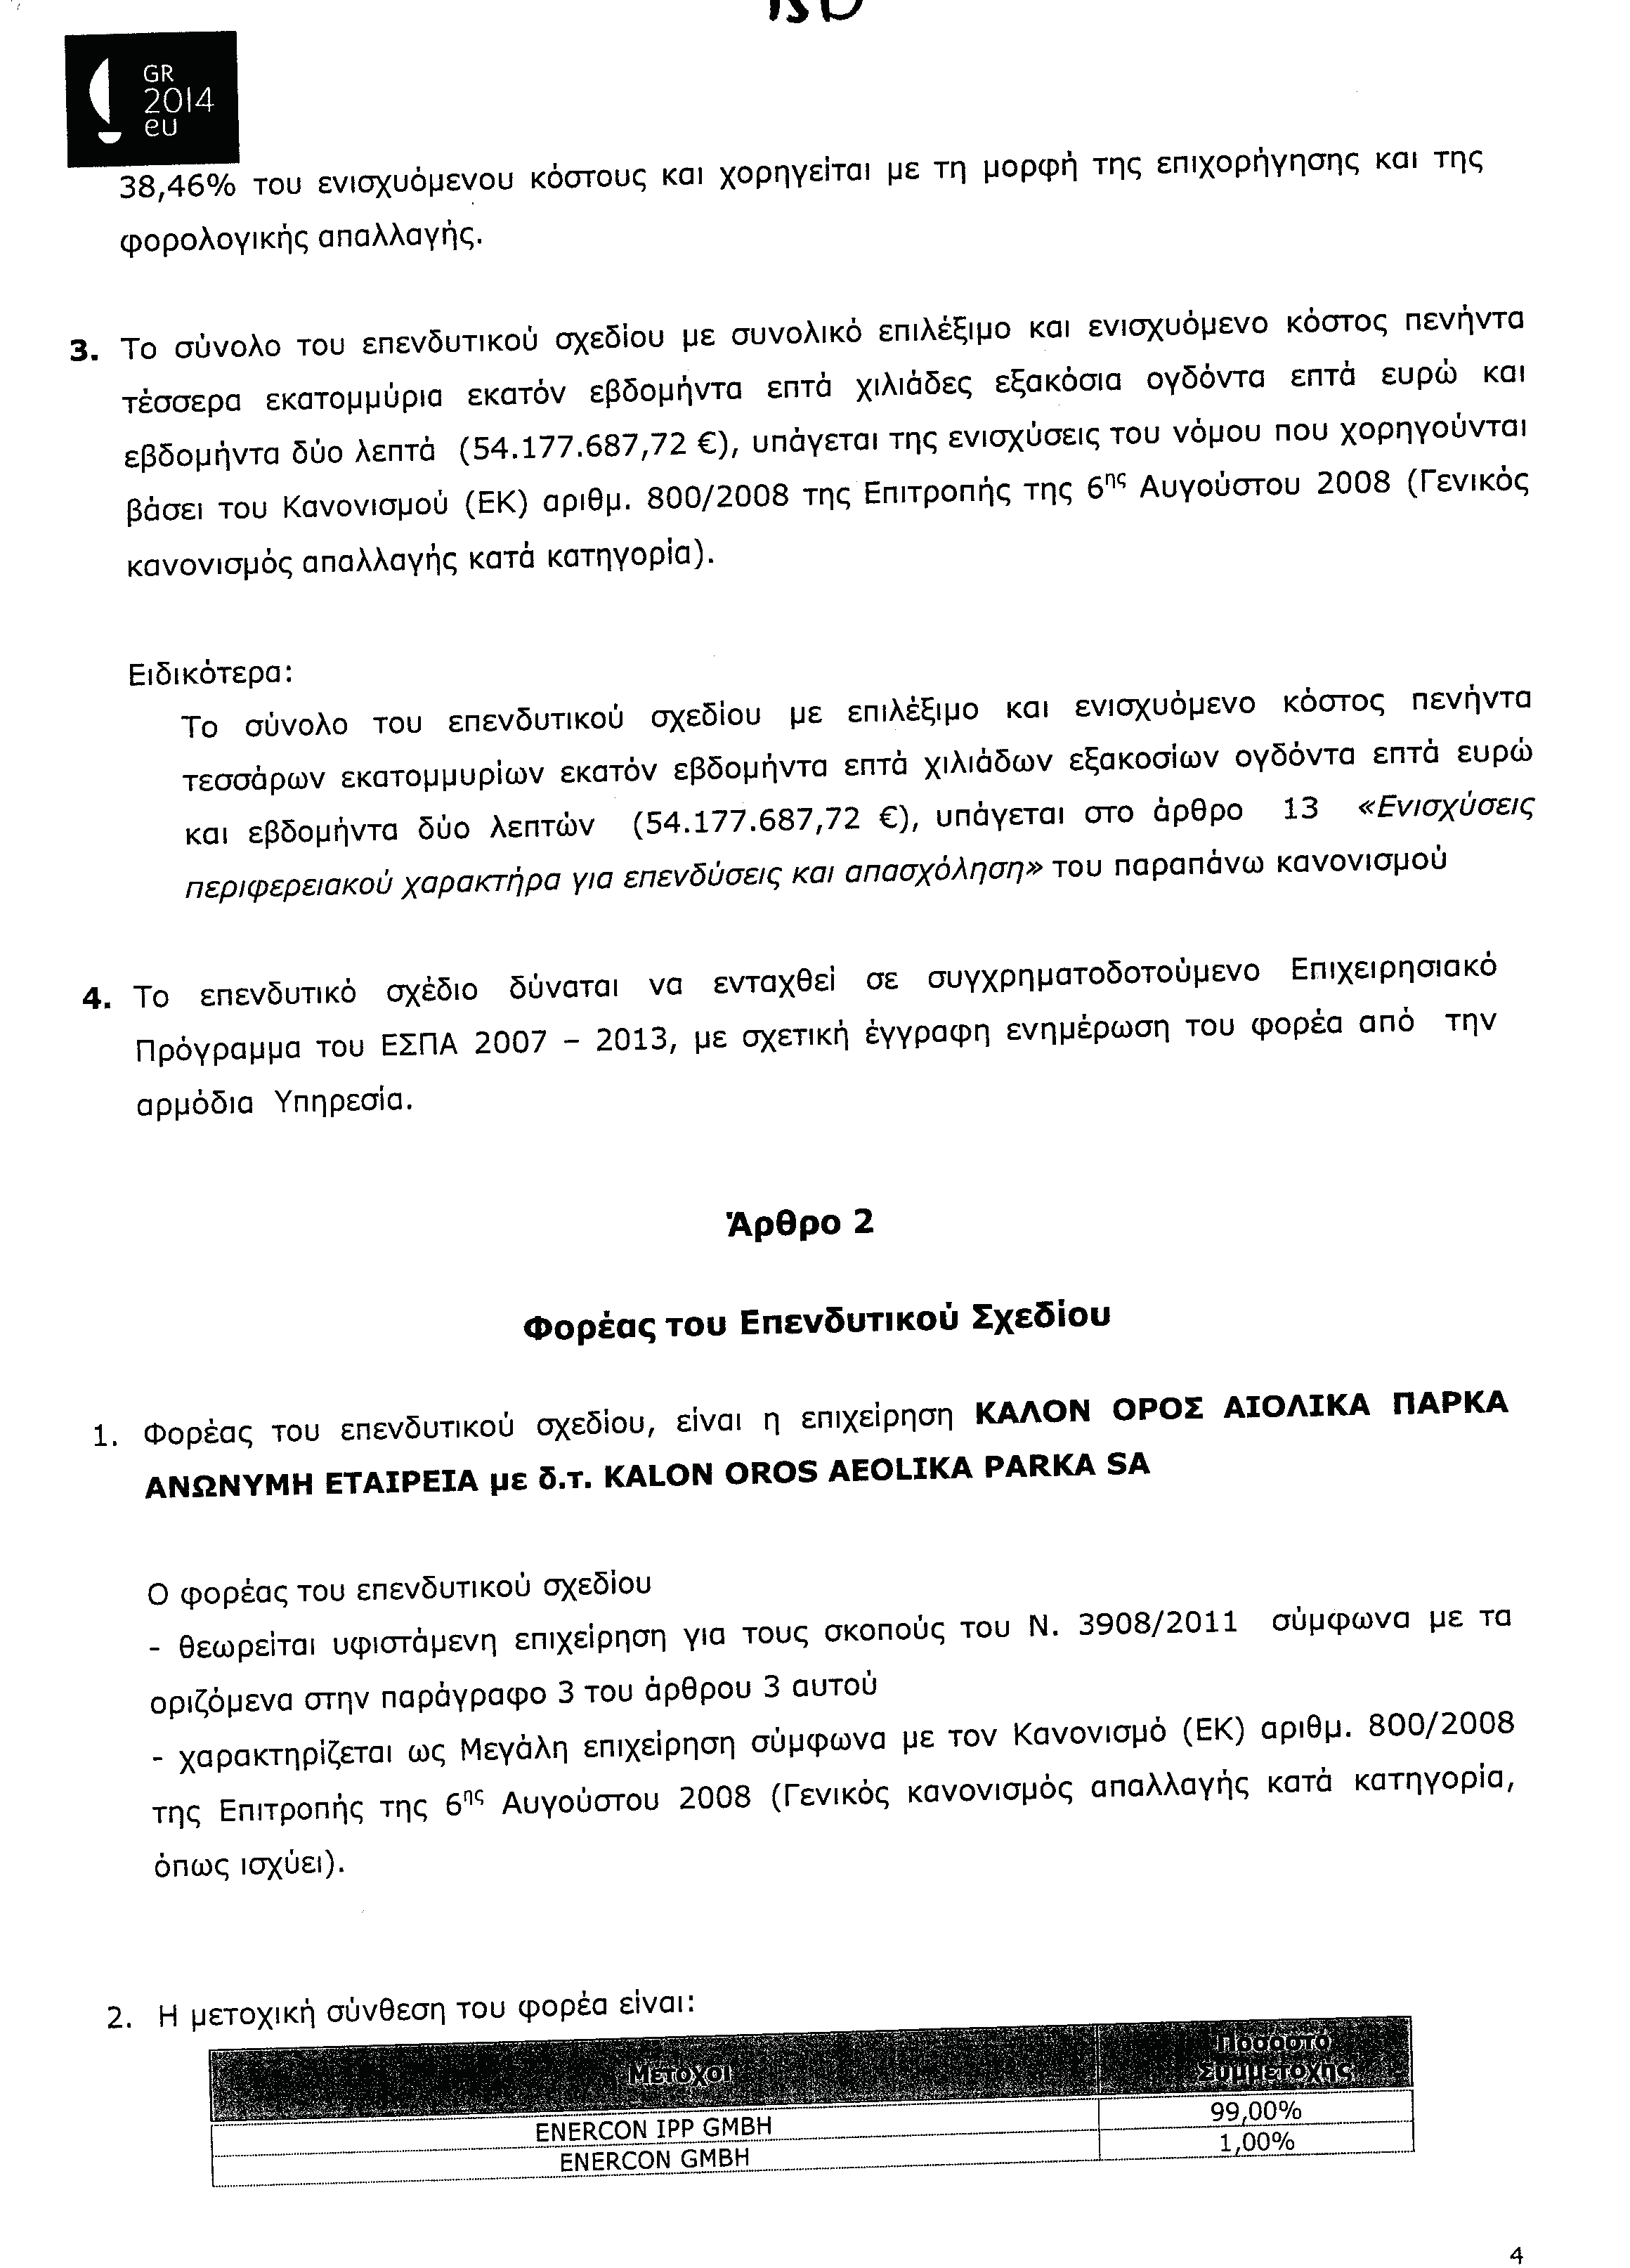 GR
2014
eu
38,46% του ενισχυόμενου κόστους και χορηγείται με τη μορφή της επιχορήγησης και της
φορολογικής απαλλαγής.
3. Το σύνολο του επενδυτικού σχεδίου με συνολικό επιλέξιμο και ενισχυόμενο κόστος πενήντα
τέσσερα εκατομμύρια εκατόν εβδομήντα επτά χιλιάδες εξακόσια ογδόντα επτά ευρώ και
εβδομήντα δύο λεπτά (54.177.687,72 €), υπάγεται της ενισχύσεις του νόμου που χορηγούνται
βάσει του Κανονισμού (ΕΚ) αριθμ. 800/2008 της Επιτροπής της 6ης Αυγούστου 2008 (Γενικός
κανονισμός απαλλαγής κατά κατηγορία).
Ειδικότερα:
Το σύνολο του επενδυτικού σχεδίου με επιλέξιμο και ενισχυόμενο κόστος πενήντα
τεσσάρων εκατομμυρίων εκατόν εβδομήντα επτά χιλιάδων εξακοσίων ογδόντα επτά ευρώ
και εβδομήντα δύο λεπτών (54.177.687,72 €), υπάγεται στο άρθρο 13 «Ενισχύσεις
περιφερειακού χαρακτήρα για επενδύσεις και απασχόληση» του παραπάνω κανονισμού
4. Το επενδυτικό σχέδιο δύναται να ενταχθεί σε συγχρηματοδοτούμενο Επιχειρησιακό
Πρόγραμμα του ΕΣΠΑ 2007 – 2013, με σχετική έγγραφη ενημέρωση του φορέα από την
αρμόδια Υπηρεσία.
Άρθρο 2
Φορέας του Επενδυτικού Σχεδίου
1. Φορέας του επενδυτικού σχεδίου, είναι η επιχείρηση ΚΑΛΟΝ ΟΡΟΣ ΑΙΟΛΙΚΑ ΠΑΡΚΑ
ΑΝΩΝΥΜΗ ΕΤΑΙΡΕΙΑ με δ.τ. KALON OROS AEOLIKA PARKA SA
Ο φορέας του επενδυτικού σχεδίου
- θεωρείται υφιστάμενη επιχείρηση για τους σκοπούς του Ν. 3908/2011 σύμφωνα με τα
οριζόμενα στην παράγραφο 3 του άρθρου 3 αυτού
- χαρακτηρίζεται ως Μεγάλη επιχείρηση σύμφωνα με τον Κανονισμό (ΕΚ) αριθμ. 800/2008
της Επιτροπής της 6ης Αυγούστου 2008 (Γενικός κανονισμός απαλλαγής κατά κατηγορία,
όπως ισχύει).
2. Η μετοχική σύνθεση του φορέα είναι:
Μετοχοι Ποσοστό
Συμμετοχής
ENERCON IPP GMBH 99,00%
ENERCON GMBH 1,00%
4